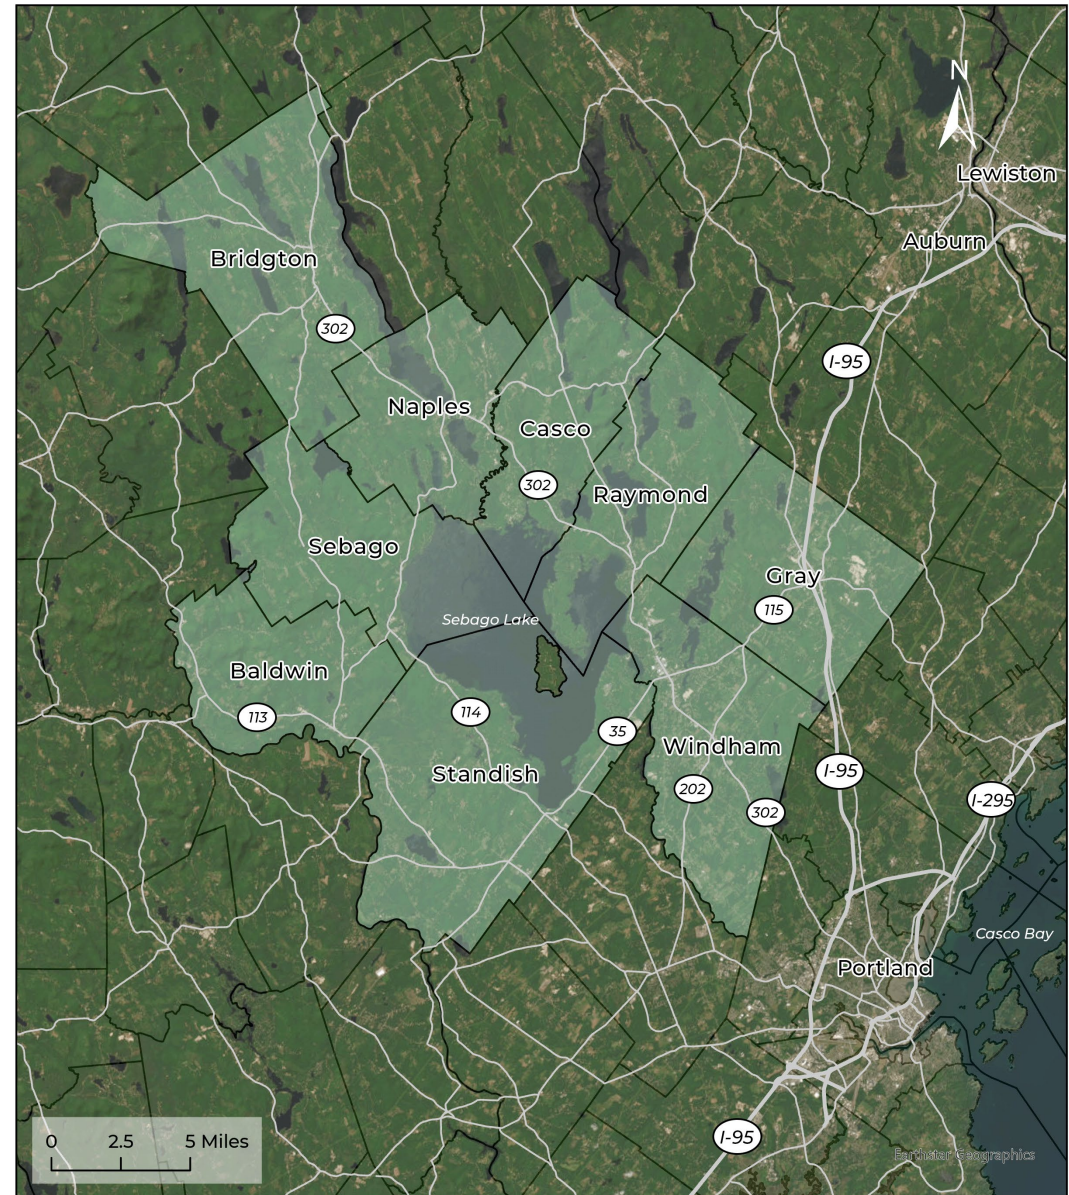 N
Lewiston
Auburn
Bridgton
302
I-95
Naples
Casco
302
Raymond
Sebago
Gray
115
Sebago Lake
Baldwin
113
114
35
Windham
Standish
I-95
202
302
I-295
Casco Bay
Portland
0 2.5 5 Miles
I-95
Earthstar Geographics